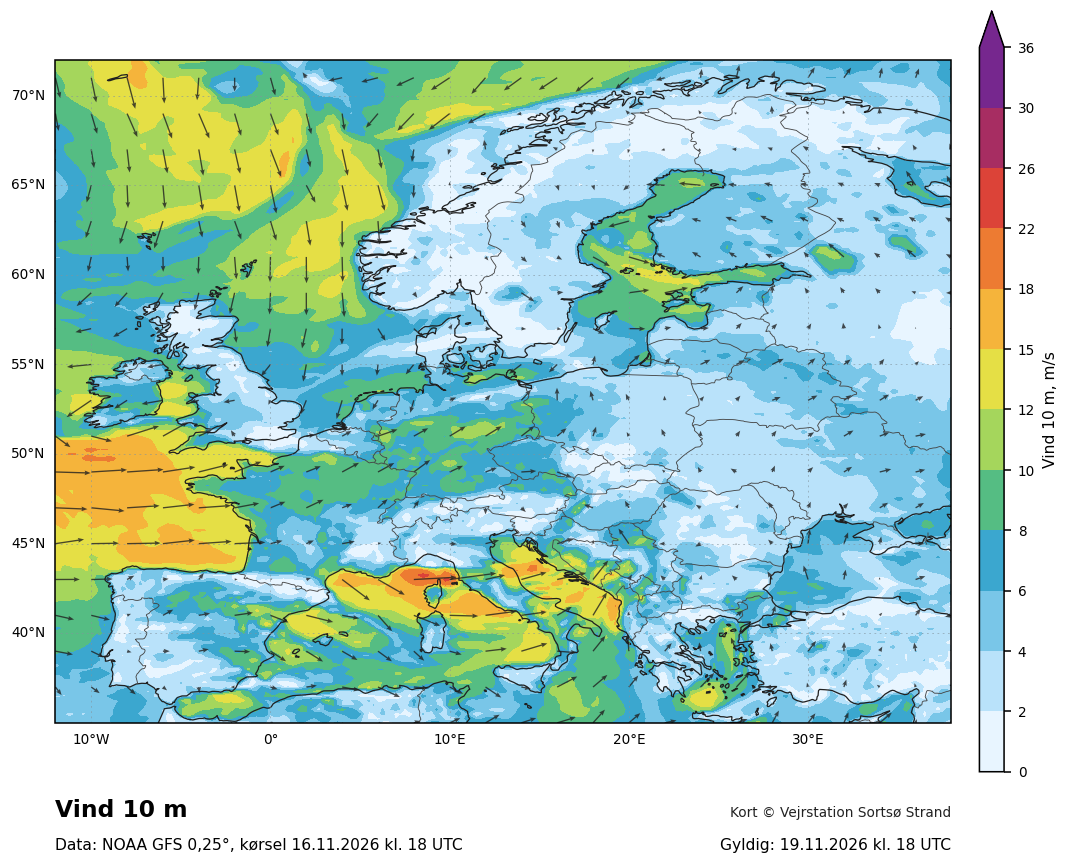 36
30
26
22
18
15
12
10
8
6
4
2
0
Vind 10 m, m/s
70°N
65°N
60°N
55°N
50°N
45°N
40°N
10°W
0°
10°E
20°E
30°E
Vind 10 m
Kort © Vejrstation Sortsø Strand
Data: NOAA GFS 0,25°, kørsel 16.11.2026 kl. 18 UTC
Gyldig: 19.11.2026 kl. 18 UTC